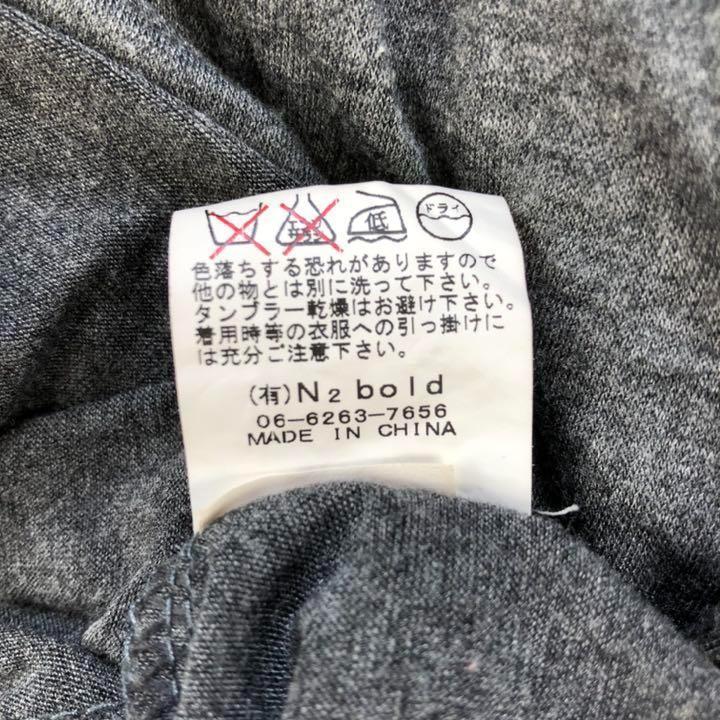 低 ドライ
色落ちする恐れがありますので
他の物とは別に洗って下さい。
タンブラー乾燥はお避け下さい。
着用時等の衣服への引っ掛けに
は充分ご注意下さい。
(有)N2 bold
06-6263-7656
MADE IN CHINA